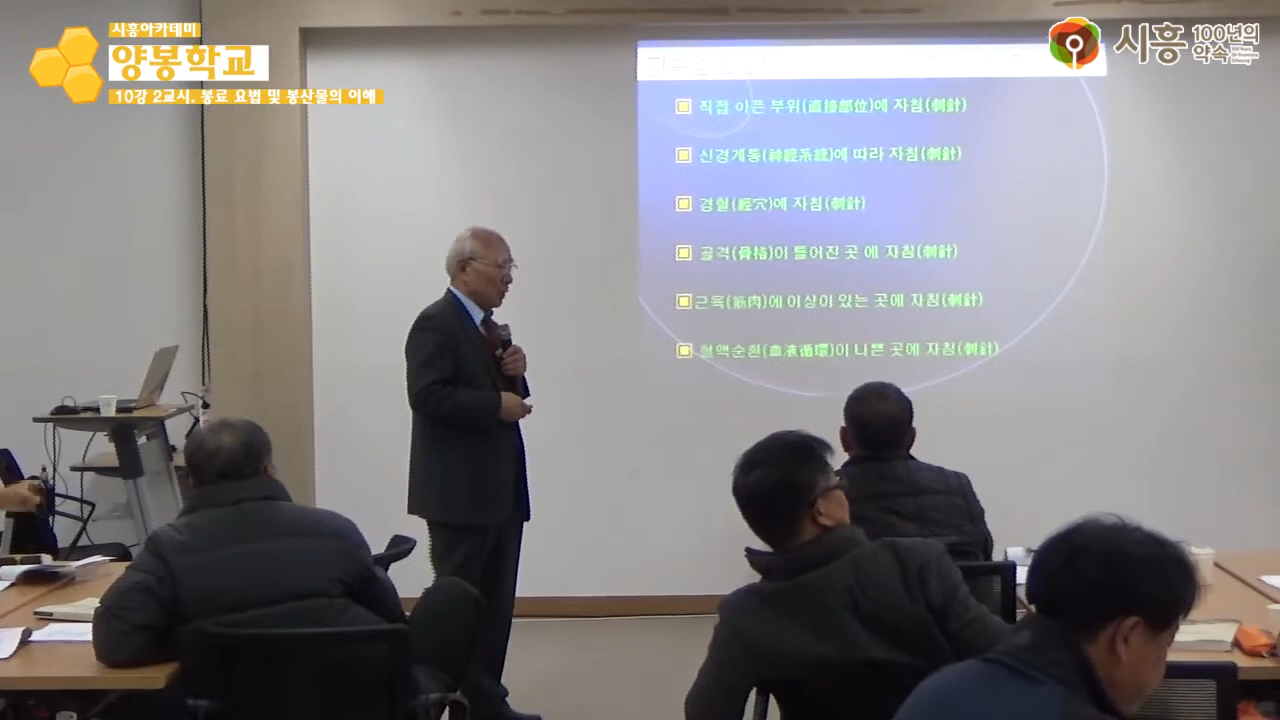 시흥아카데미
양봉학교
10강 2교시. 봉료 요법 및 봉산물의 이해
시흥 100년의 약속
직접 아픈 부위(直接部位)에 자침(刺針)
신경계통(神經系統)에 따라 자침(刺針)
경혈(經穴)에 자침(刺針)
골격(骨格)이 틀어진 곳 에 자침(刺針)
근육(筋肉)에 이상이 있는 곳에 자침(刺針)
혈액순환(血液循環)이 나쁜 곳에 자침(刺針)